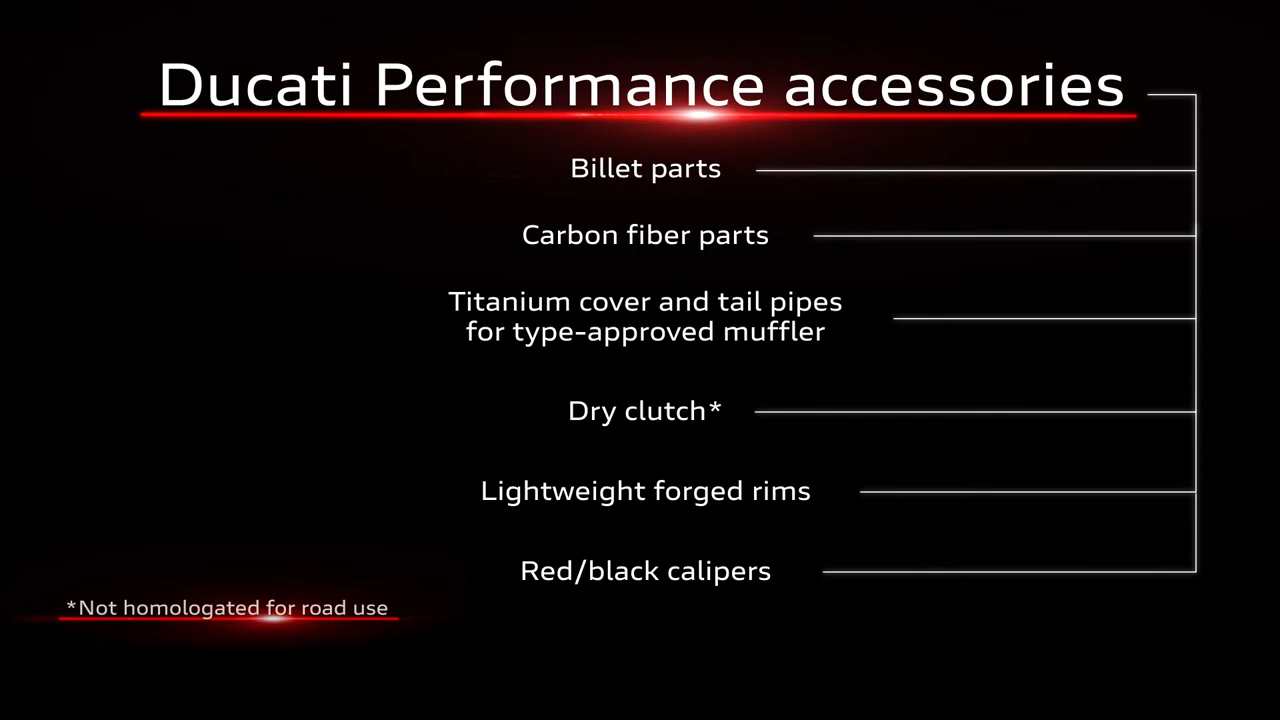 Ducati Performance accessories
Billet parts
Carbon fiber parts
Titanium cover and tail pipes
for type-approved muffler
Dry clutch*
Lightweight forged rims
Red/black calipers
*Not homologated for road use